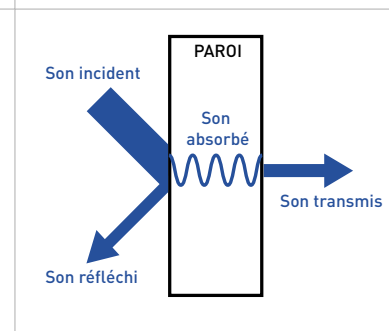 PAROI
Son incident
Son
absorbé
Son transmis
Son réfléchi